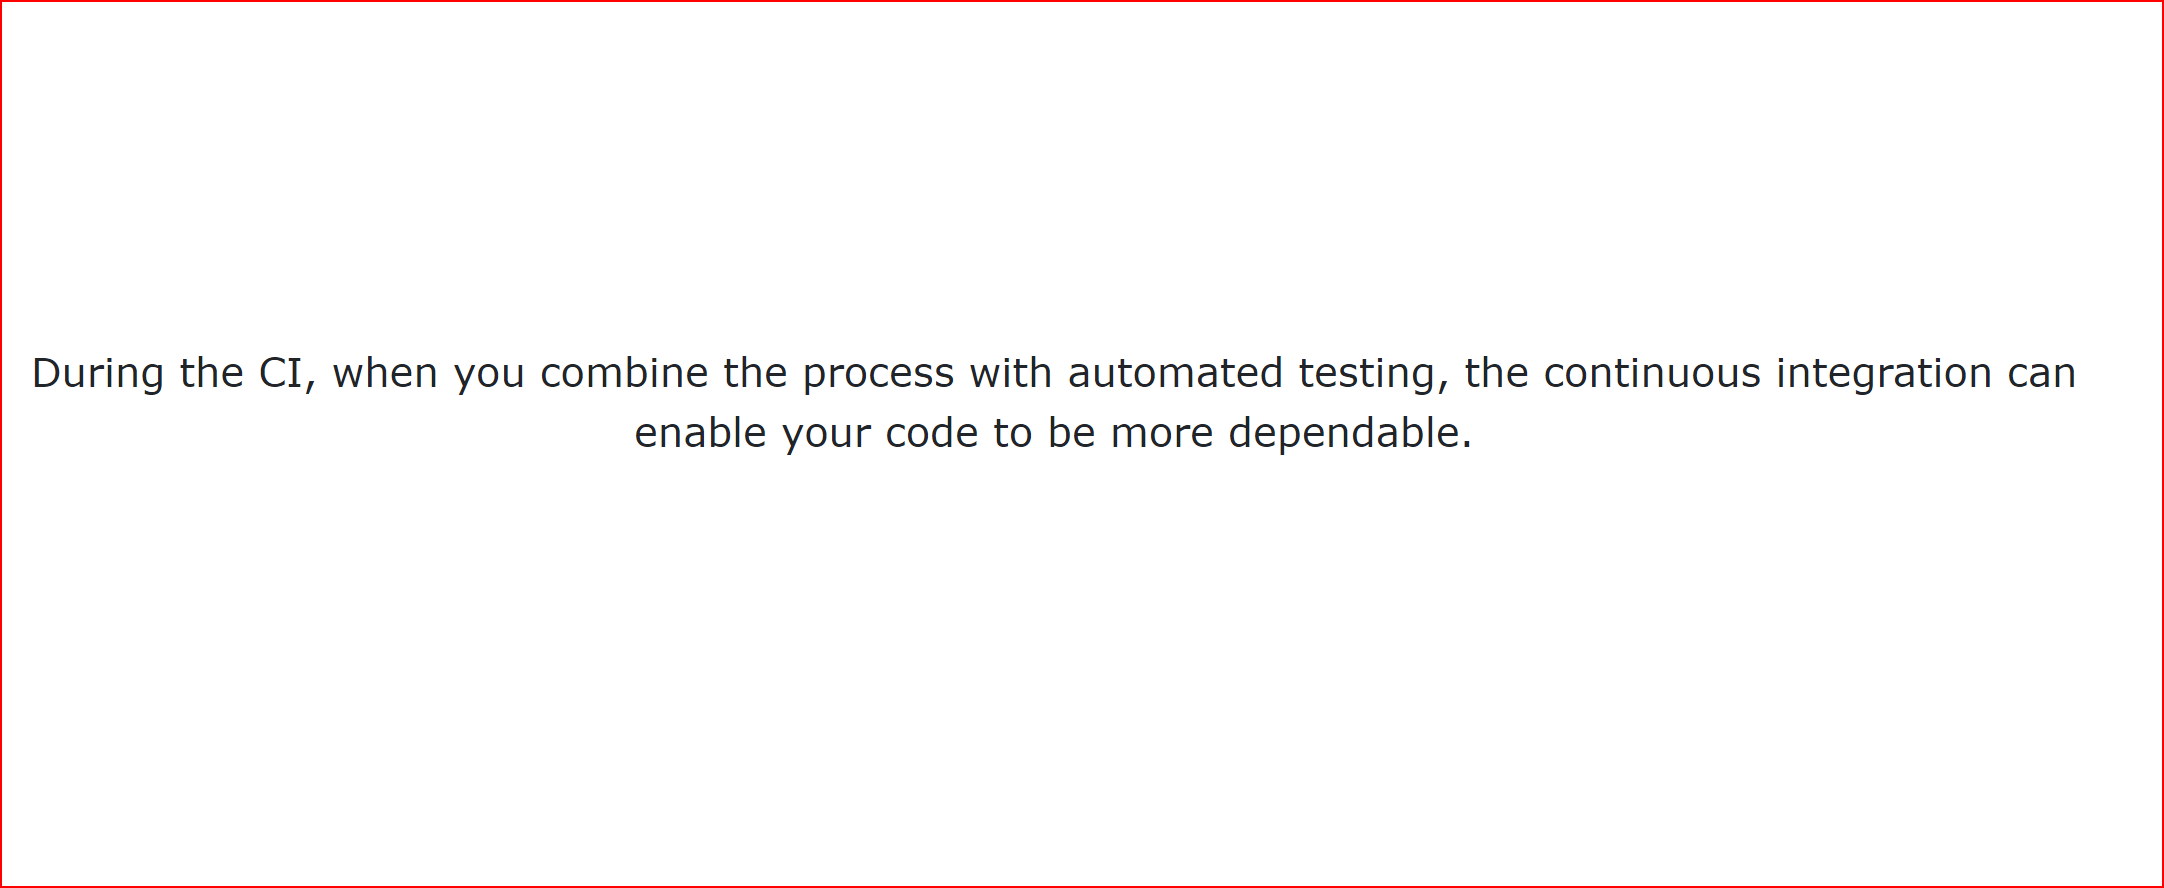 During the CI, when you combine the process with automated testing, the continuous integration can
enable your code to be more dependable.